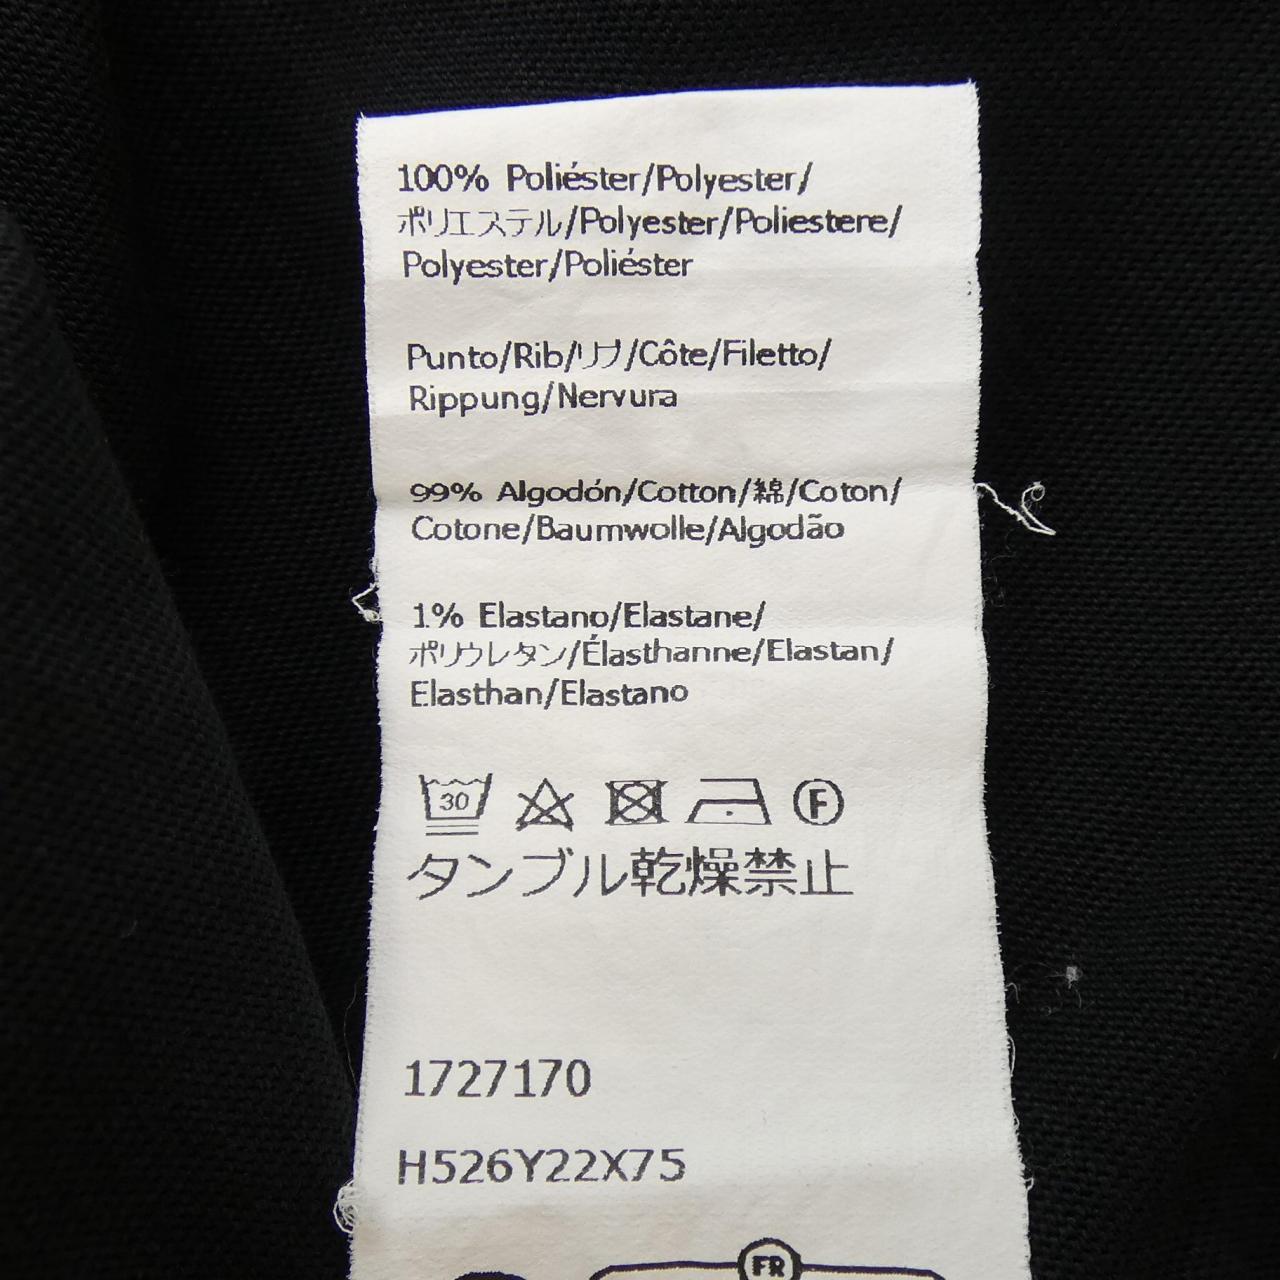 100% Poliéster/Polyester/
ポリエステル/Polyester/Poliestere/
Polyester/Poliéster
Punto/Rib/リブ/Côte/Filetto/
Rippung/Nervura
99% Algodón/Cotton/綿/Coton/
Cotone/Baumwolle/Algodão
1% Elastano/Elastane/
ポリウレタン/Élasthanne/Elastan/
Elasthan/Elastano
30 F
タンブル乾燥禁止
1727170
H526Y22X75
FR